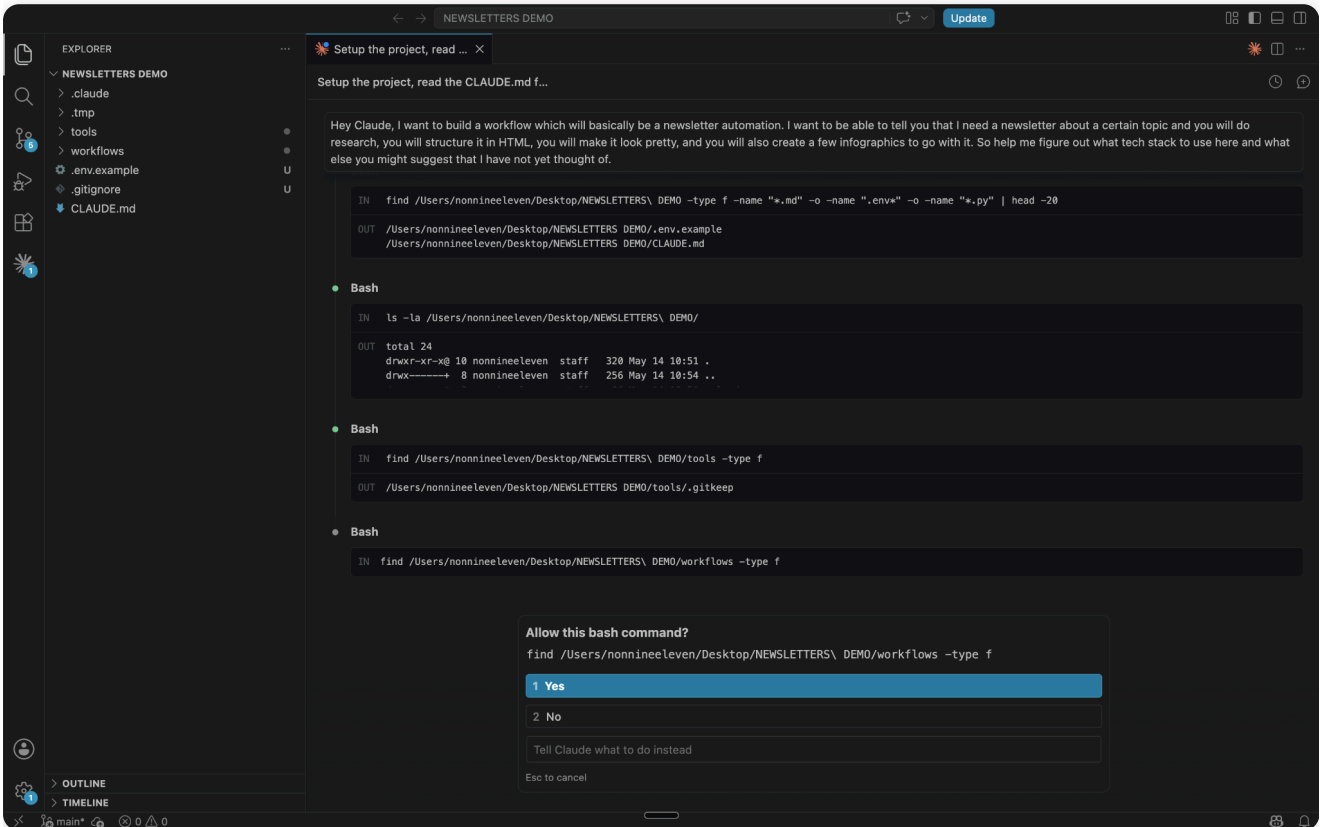 NEWSLETTERS DEMO
Update
EXPLORER
Setup the project, read ...
NEWSLETTERS DEMO
Setup the project, read the CLAUDE.md f...
.claude
.tmp
tools
workflows
.env.example U
.gitignore U
CLAUDE.md
5
1
Hey Claude, I want to build a workflow which will basically be a newsletter automation. I want to be able to tell you that I need a newsletter about a certain topic and you will do
research, you will structure it in HTML, you will make it look pretty, and you will also create a few infographics to go with it. So help me figure out what tech stack to use here and what
else you might suggest that I have not yet thought of.
IN find /Users/nonnineeleven/Desktop/NEWSLETTERS\ DEMO -type f -name "*.md" -o -name ".env*" -o -name "*.py" | head -20
OUT /Users/nonnineeleven/Desktop/NEWSLETTERS DEMO/.env.example
/Users/nonnineeleven/Desktop/NEWSLETTERS DEMO/CLAUDE.md
Bash
IN ls -la /Users/nonnineeleven/Desktop/NEWSLETTERS\ DEMO/
OUT total 24
drwxr-xr-x@ 10 nonnineeleven staff 320 May 14 10:51 .
drwx------+ 8 nonnineeleven staff 256 May 14 10:54 ..
Bash
IN find /Users/nonnineeleven/Desktop/NEWSLETTERS\ DEMO/tools -type f
OUT /Users/nonnineeleven/Desktop/NEWSLETTERS DEMO/tools/.gitkeep
Bash
IN find /Users/nonnineeleven/Desktop/NEWSLETTERS\ DEMO/workflows -type f
Allow this bash command?
find /Users/nonnineeleven/Desktop/NEWSLETTERS\ DEMO/workflows -type f
1 Yes
2 No
Tell Claude what to do instead
Esc to cancel
OUTLINE
1
TIMELINE
main* 0 0